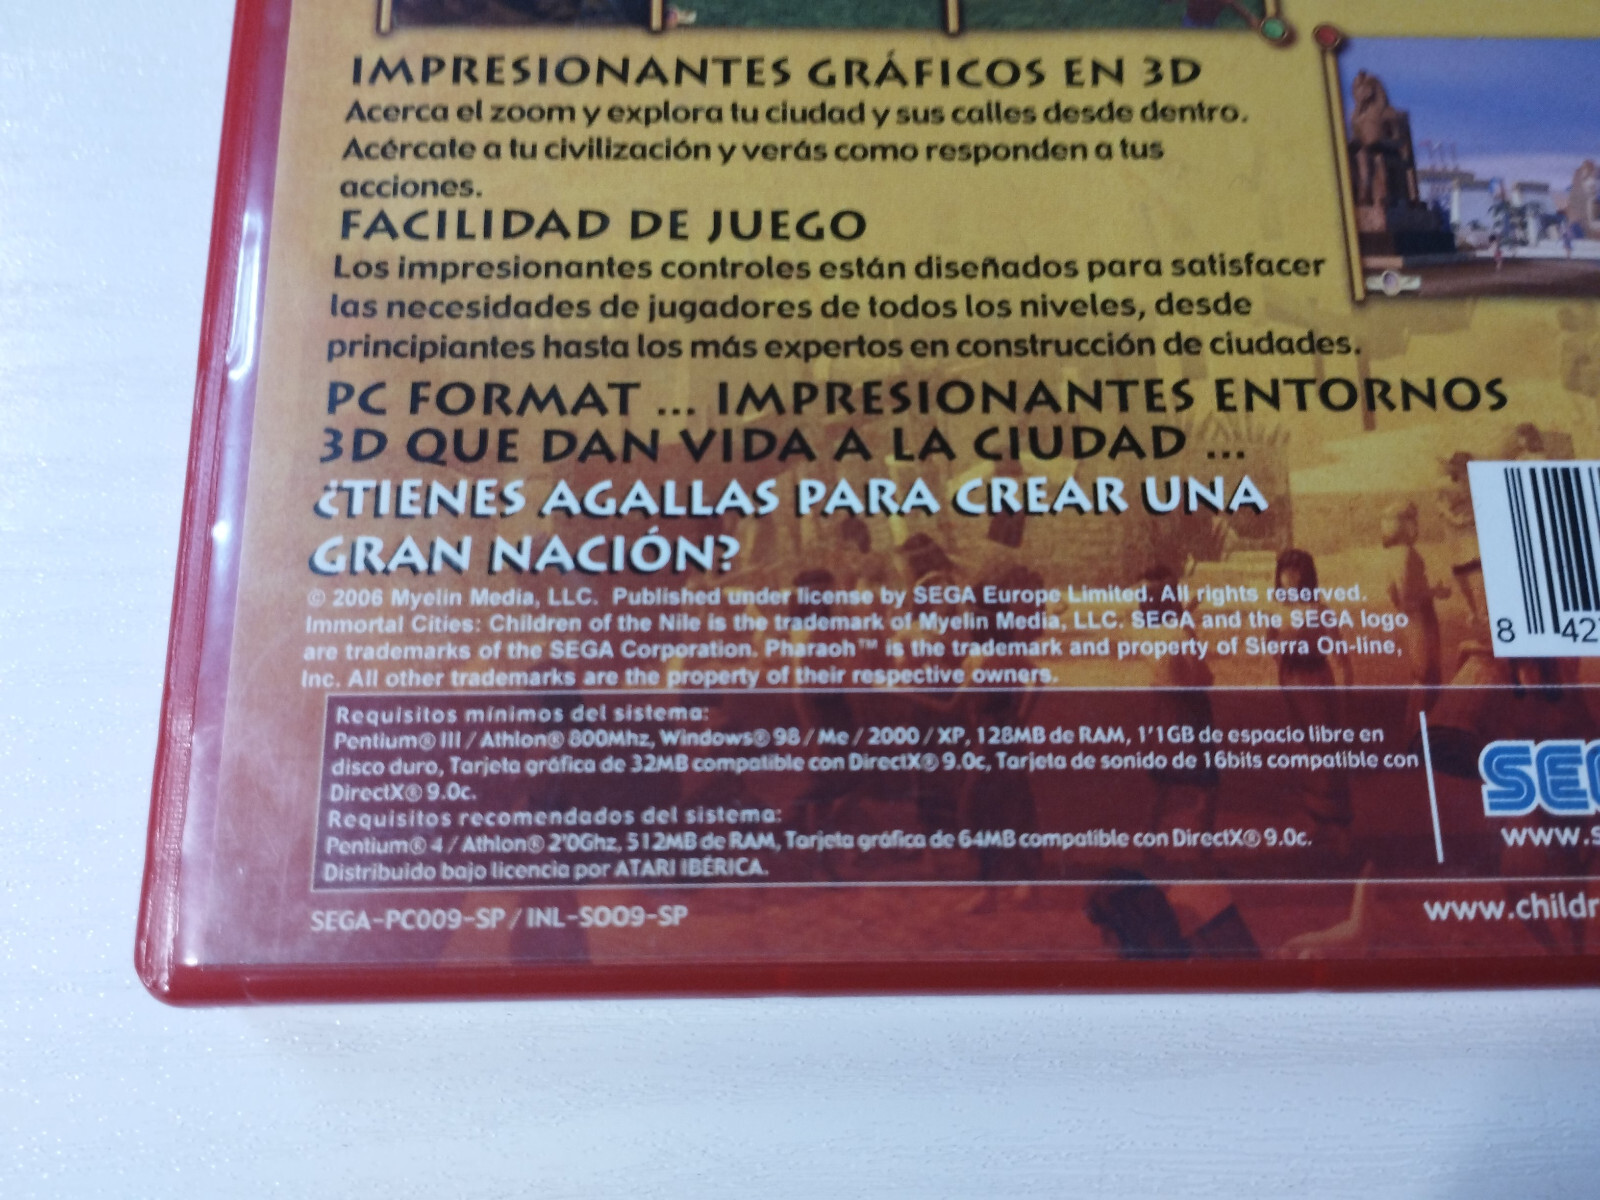 IMPRESIONANTES GRÁFICOS EN 3D
Acerca el zoom y explora tu ciudad y sus calles desde dentro.
Acércate a tu civilización y verás como responden a tus
acciones.
FACILIDAD DE JUEGO
Los impresionantes controles están diseñados para satisfacer
las necesidades de jugadores de todos los niveles, desde
principiantes hasta los más expertos en construcción de ciudades.
PC FORMAT ... IMPRESIONANTES ENTORNOS
3D QUE DAN VIDA A LA CIUDAD ...
¿TIENES AGALLAS PARA CREAR UNA
GRAN NACIÓN?
© 2006 Myelin Media, LLC. Published under license by SEGA Europe Limited. All rights reserved.
Immortal Cities: Children of the Nile is the trademark of Myelin Media, LLC. SEGA and the SEGA logo
are trademarks of the SEGA Corporation. Pharaoh™ is the trademark and property of Sierra On-line,
Inc. All other trademarks are the property of their respective owners.
Requisitos mínimos del sistema:
Pentium® III / Athlon® 800Mhz, Windows® 98 / Me / 2000 / XP, 128MB de RAM, 1'1GB de espacio libre en
disco duro, Tarjeta gráfica de 32MB compatible con DirectX® 9.0c, Tarjeta de sonido de 16bits compatible con
DirectX® 9.0c.
Requisitos recomendados del sistema:
Pentium® 4 / Athlon® 2'0Ghz, 512MB de RAM, Tarjeta gráfica de 64MB compatible con DirectX® 9.0c.
Distribuido bajo licencia por ATARI IBÉRICA.
SEGA-PC009-SP / INL-S009-SP
8 42
SE
www.s
www.childr